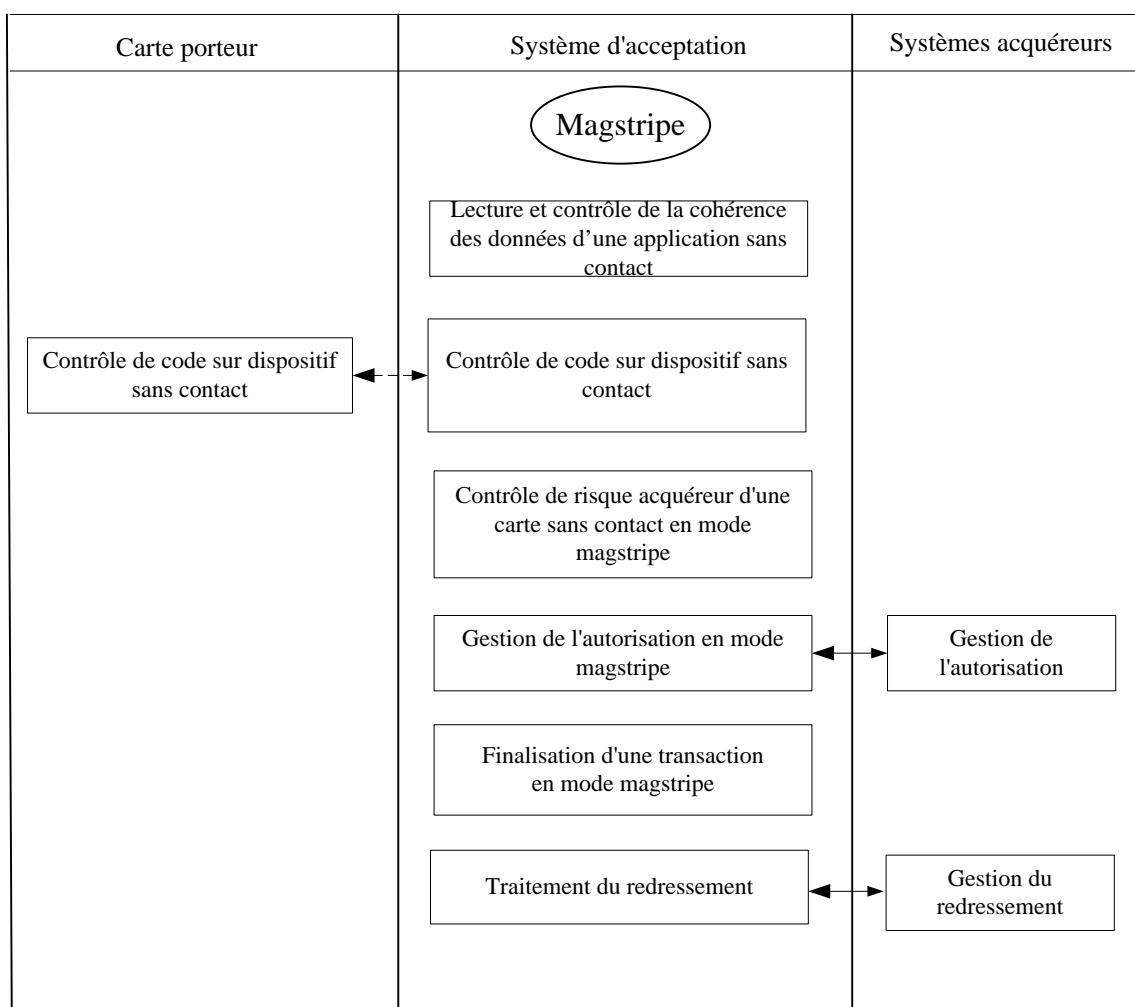 Carte porteur
Système d'acceptation
Systèmes acquéreurs
Magstripe
Lecture et contrôle de la cohérence
des données d’une application sans
contact
Contrôle de code sur dispositif
sans contact
Contrôle de code sur dispositif sans
contact
Contrôle de risque acquéreur d'une
carte sans contact en mode
magstripe
Gestion de l'autorisation en mode
magstripe
Gestion de
l'autorisation
Finalisation d'une transaction
en mode magstripe
Traitement du redressement
Gestion du
redressement